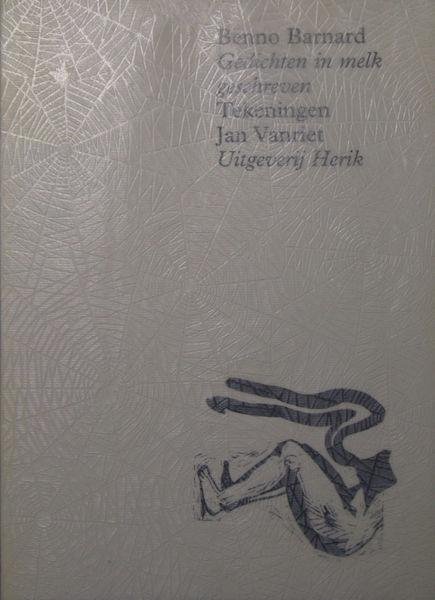 Benno Barnard
Gedichten in melk
geschreven
Tekeningen
Jan Vanriet
Uitgeverij Herik